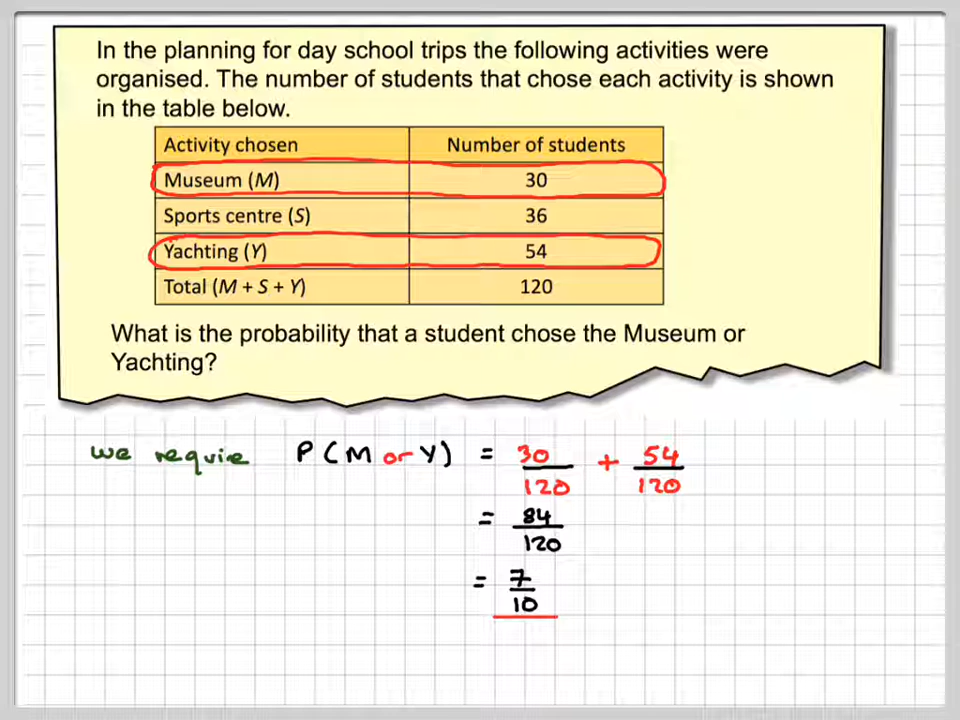 In the planning for day school trips the following activities were
organised. The number of students that chose each activity is shown
in the table below.
Activity chosen Number of students
Museum (M) 30
Sports centre (S) 36
Yachting (Y) 54
Total (M + S + Y) 120
What is the probability that a student chose the Museum or
Yachting?
we requie P(M or Y) = 30/120 + 54/120
= 84/120
= 7/10